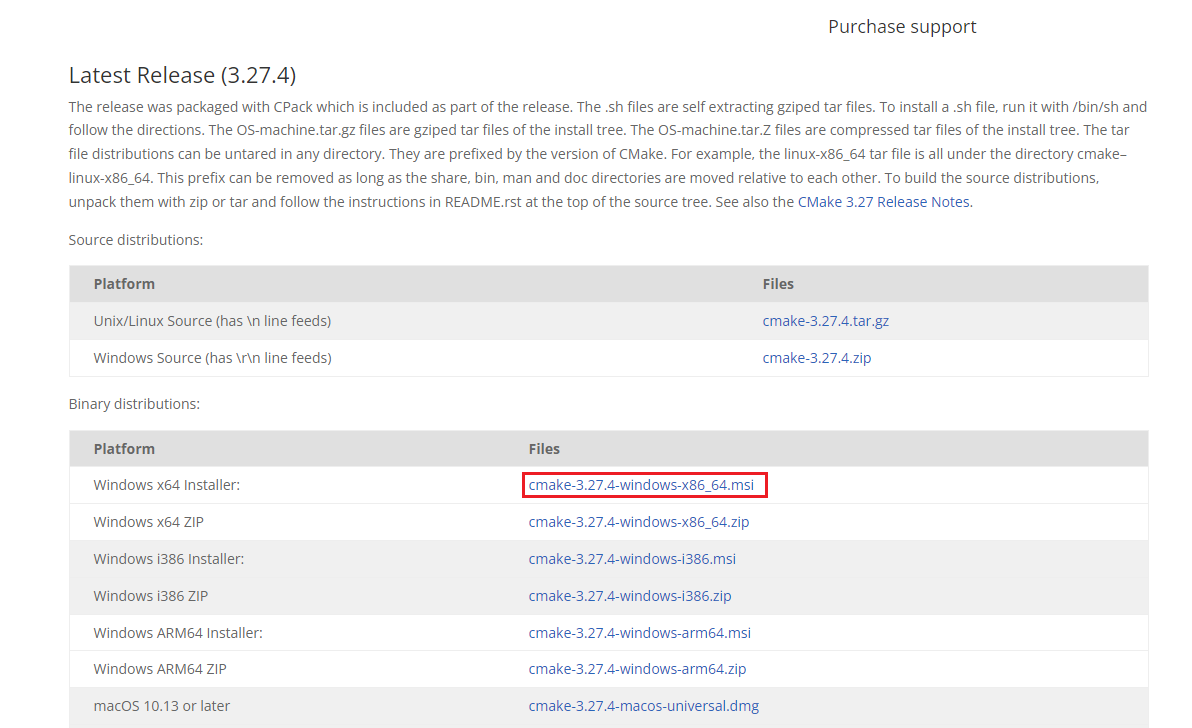 Purchase support
Latest Release (3.27.4)
The release was packaged with CPack which is included as part of the release. The .sh files are self extracting gziped tar files. To install a .sh file, run it with /bin/sh and
follow the directions. The OS-machine.tar.gz files are gziped tar files of the install tree. The OS-machine.tar.Z files are compressed tar files of the install tree. The tar
file distributions can be untared in any directory. They are prefixed by the version of CMake. For example, the linux-x86_64 tar file is all under the directory cmake–
linux-x86_64. This prefix can be removed as long as the share, bin, man and doc directories are moved relative to each other. To build the source distributions,
unpack them with zip or tar and follow the instructions in README.rst at the top of the source tree. See also the CMake 3.27 Release Notes.
Source distributions:
Platform Files
Unix/Linux Source (has \n line feeds) cmake-3.27.4.tar.gz
Windows Source (has \r\n line feeds) cmake-3.27.4.zip
Binary distributions:
Platform Files
Windows x64 Installer: cmake-3.27.4-windows-x86_64.msi
Windows x64 ZIP cmake-3.27.4-windows-x86_64.zip
Windows i386 Installer: cmake-3.27.4-windows-i386.msi
Windows i386 ZIP cmake-3.27.4-windows-i386.zip
Windows ARM64 Installer: cmake-3.27.4-windows-arm64.msi
Windows ARM64 ZIP cmake-3.27.4-windows-arm64.zip
macOS 10.13 or later cmake-3.27.4-macos-universal.dmg